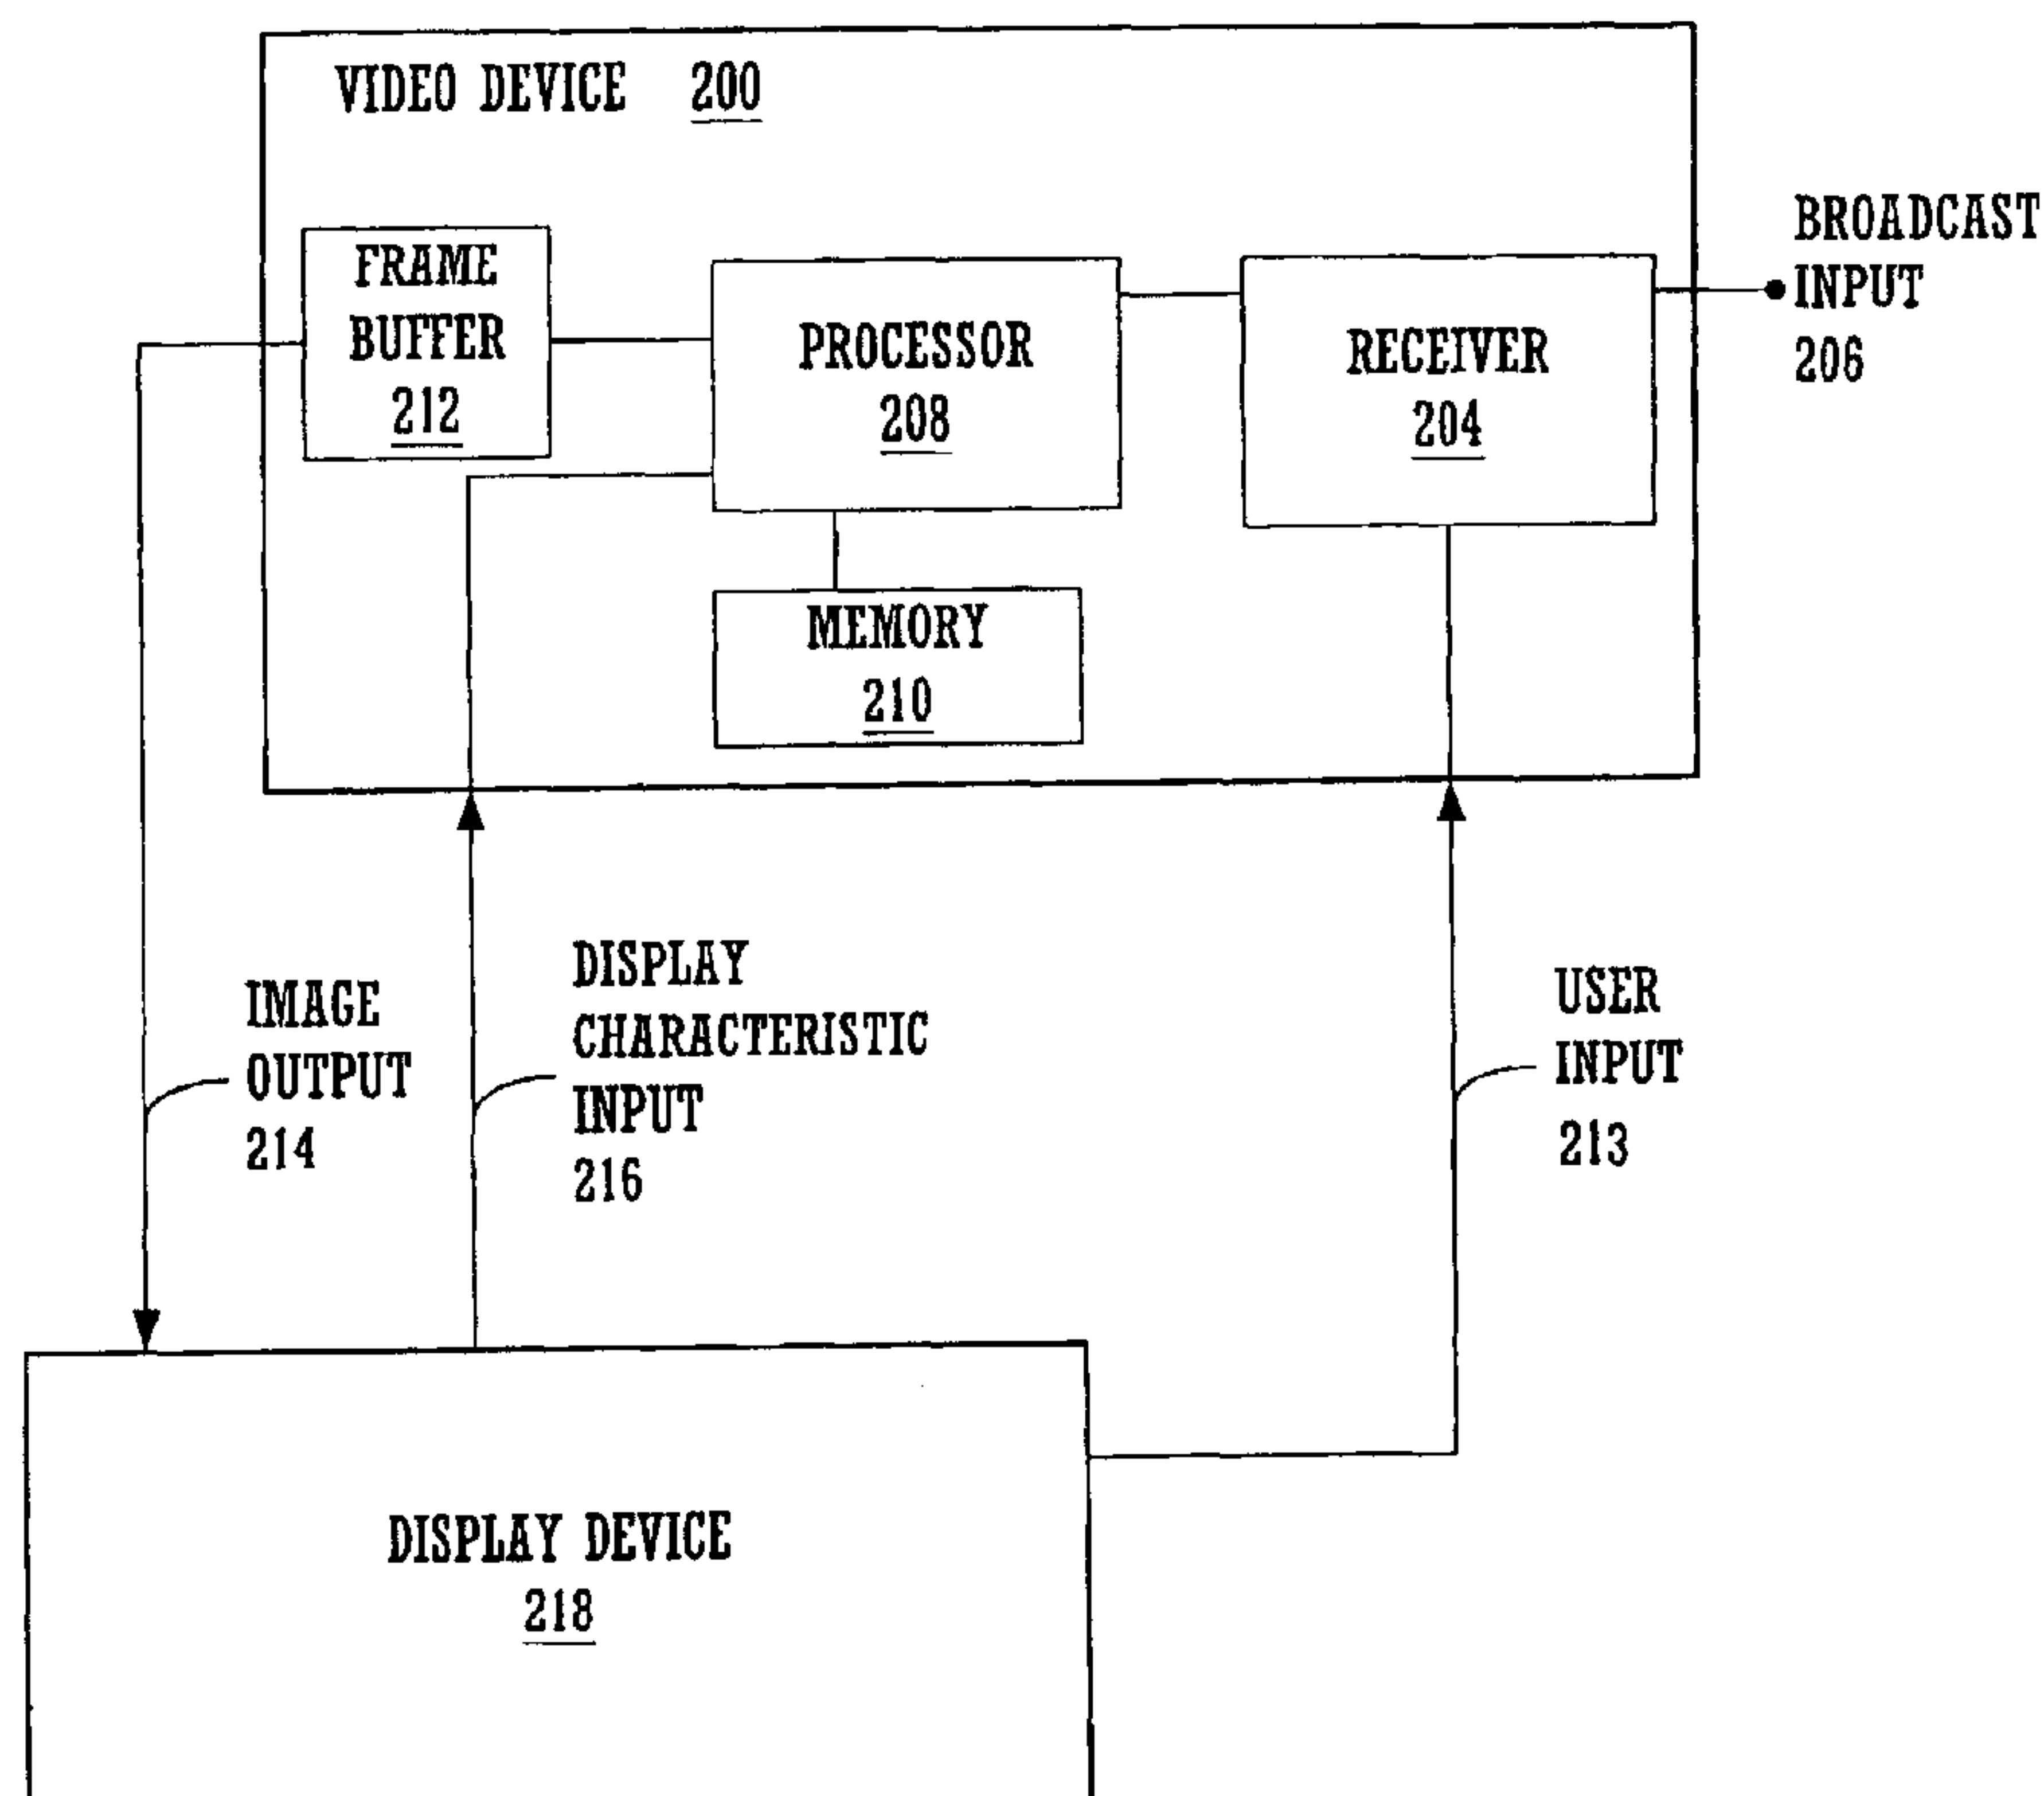 VIDEO DEVICE 200
FRAME
BUFFER
212
PROCESSOR
208
RECEIVER
204
BROADCAST
INPUT
206
MEMORY
210
IMAGE
OUTPUT
214
DISPLAY
CHARACTERISTIC
INPUT
216
USER
INPUT
213
DISPLAY DEVICE
218